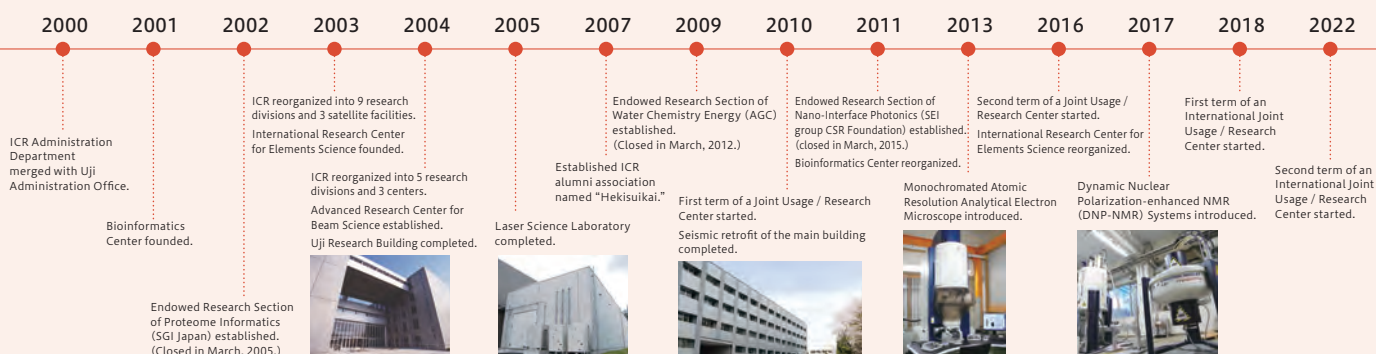 2000
2001
2002
2003
2004
2005
2007
2009
2010
2011
2013
2016
2017
2018
2022
ICR Administration
Department
merged with Uji
Administration Office.
Bioinformatics
Center founded.
Endowed Research Section
of Proteome Informatics
(SGI Japan) established.
(Closed in March, 2005.)
ICR reorganized into 9 research
divisions and 3 satellite facilities.
International Research Center
for Elements Science founded.
ICR reorganized into 5 research
divisions and 3 centers.
Advanced Research Center for
Beam Science established.
Uji Research Building completed.
Laser Science Laboratory
completed.
Established ICR
alumni association
named “Hekisuikai.”
Endowed Research Section of
Water Chemistry Energy (AGC)
established.
(Closed in March, 2012.)
First term of a Joint Usage / Research
Center started.
Seismic retrofit of the main building
completed.
Endowed Research Section of
Nano-Interface Photonics (SEI
group CSR Foundation) established.
(closed in March, 2015.)
Bioinformatics Center reorganized.
Monochromated Atomic
Resolution Analytical Electron
Microscope introduced.
Second term of a Joint Usage /
Research Center started.
International Research Center for
Elements Science reorganized.
Dynamic Nuclear
Polarization-enhanced NMR
(DNP-NMR) Systems introduced.
First term of an
International Joint
Usage / Research
Center started.
Second term of an
International Joint
Usage / Research
Center started.